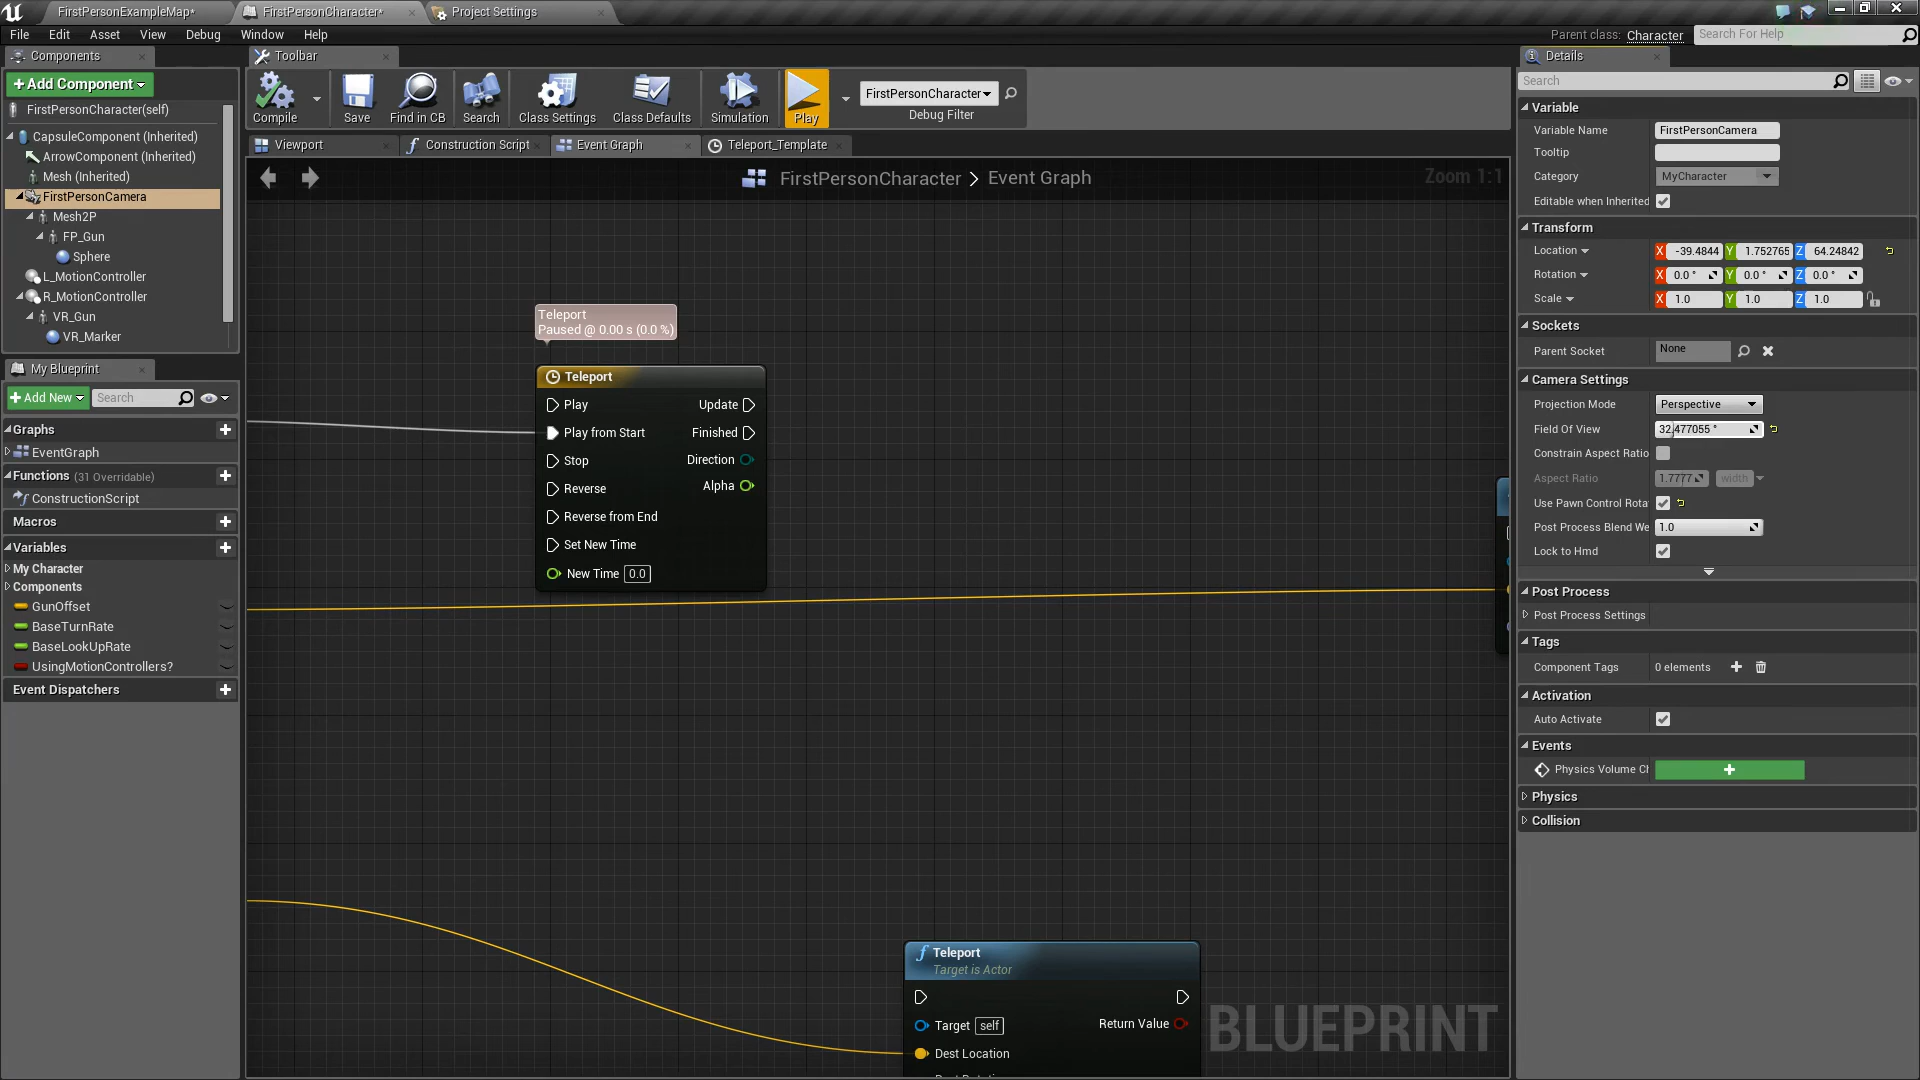 FirstPersonExampleMap*
FirstPersonCharacter*
Project Settings
File Edit Asset View Debug Window Help
Parent class: Character
Search For Help
Components
+Add Component
FirstPersonCharacter(self)
CapsuleComponent (Inherited)
ArrowComponent (Inherited)
Mesh (Inherited)
FirstPersonCamera
Mesh2P
FP_Gun
Sphere
L_MotionController
R_MotionController
VR_Gun
VR_Marker
My Blueprint
+Add New
Search
Graphs
EventGraph
Functions (31 Overridable)
ConstructionScript
Macros
Variables
My Character
Components
GunOffset
BaseTurnRate
BaseLookUpRate
UsingMotionControllers?
Event Dispatchers
Toolbar
Compile
Save
Find in CB
Search
Class Settings
Class Defaults
Simulation
Play
FirstPersonCharacter
Debug Filter
Viewport
Construction Script
Event Graph
Teleport_Template
FirstPersonCharacter > Event Graph
Zoom 1:1
Teleport
Paused @ 0.00 s (0.0 %)
Teleport
Play Update
Play from Start Finished
Stop Direction
Reverse Alpha
Reverse from End
Set New Time
New Time 0.0
Teleport
Target is Actor
Target self Return Value
Dest Location
BLUEPRINT
Details
Search
Variable
Variable Name FirstPersonCamera
Tooltip
Category MyCharacter
Editable when Inherited
Transform
Location X -39.4844 Y 1.752765 Z 64.24842
Rotation X 0.0 ° Y 0.0 ° Z 0.0 °
Scale X 1.0 Y 1.0 Z 1.0
Sockets
Parent Socket None
Camera Settings
Projection Mode Perspective
Field Of View 32.477055 °
Constrain Aspect Ratio
Aspect Ratio 1.7777 width
Use Pawn Control Rota
Post Process Blend We 1.0
Lock to Hmd
Post Process
Post Process Settings
Tags
Component Tags 0 elements
Activation
Auto Activate
Events
Physics Volume Cl
Physics
Collision